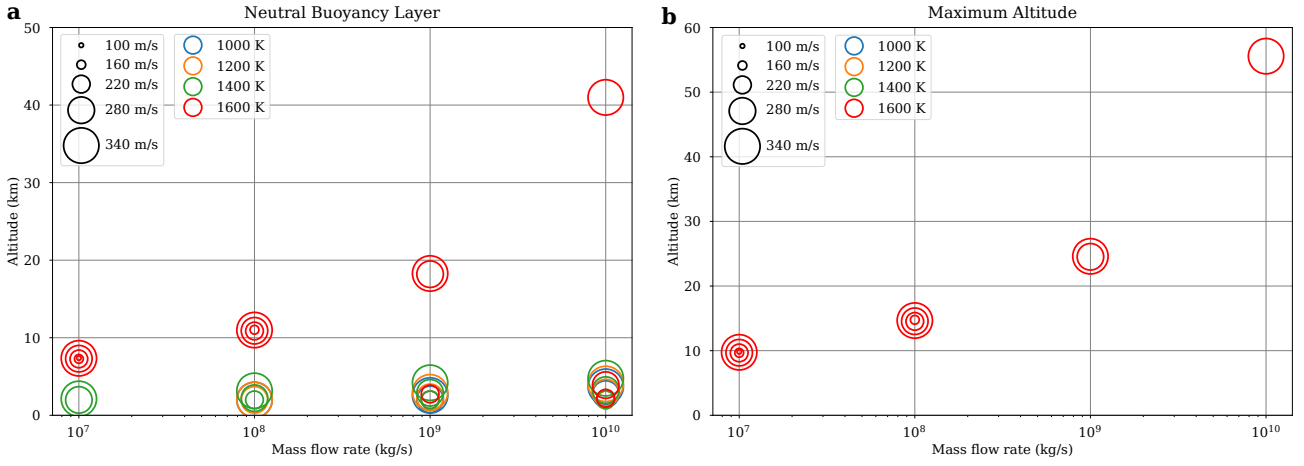 a
Neutral Buoyancy Layer
50
40
30
20
10
0
Altitude (km)
100 m/s
160 m/s
220 m/s
280 m/s
340 m/s
1000 K
1200 K
1400 K
1600 K
10^7
10^8
10^9
10^10
Mass flow rate (kg/s)
b
Maximum Altitude
60
50
40
30
20
10
0
Altitude (km)
100 m/s
160 m/s
220 m/s
280 m/s
340 m/s
1000 K
1200 K
1400 K
1600 K
10^7
10^8
10^9
10^10
Mass flow rate (kg/s)